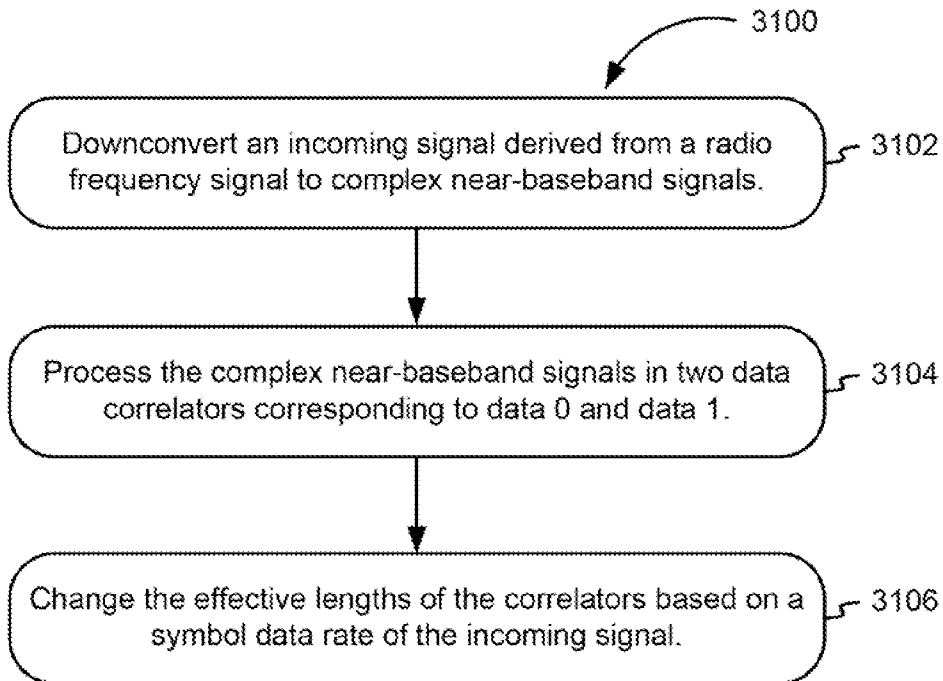 3100
Downconvert an incoming signal derived from a radio
frequency signal to complex near-baseband signals.
3102
Process the complex near-baseband signals in two data
correlators corresponding to data 0 and data 1.
3104
Change the effective lengths of the correlators based on a
symbol data rate of the incoming signal.
3106